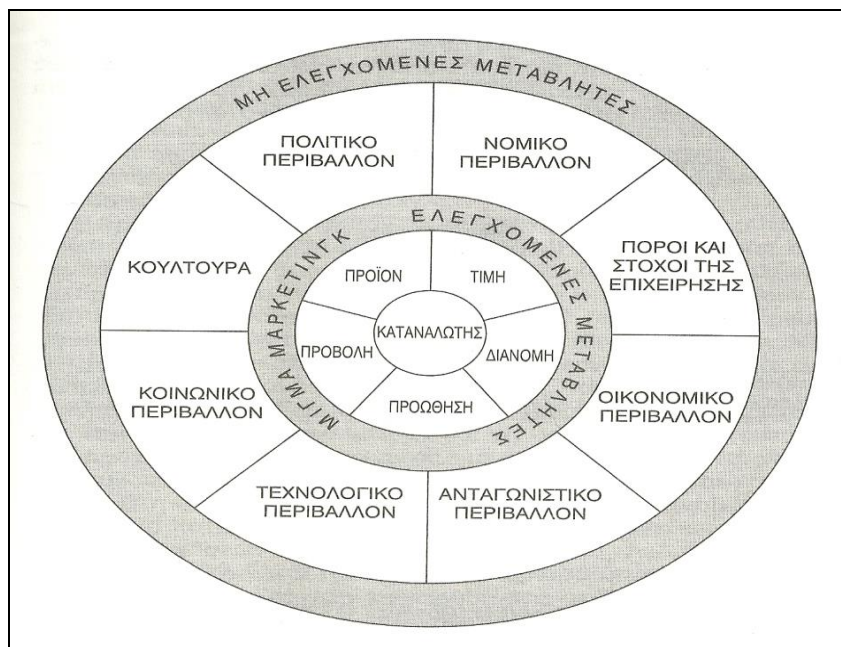 ΜΗ ΕΛΕΓΧΟΜΕΝΕΣ ΜΕΤΑΒΛΗΤΕΣ
ΠΟΛΙΤΙΚΟ
ΠΕΡΙΒΑΛΛΟΝ
ΝΟΜΙΚΟ
ΠΕΡΙΒΑΛΛΟΝ
ΠΟΡΟΙ ΚΑΙ
ΣΤΟΧΟΙ ΤΗΣ
ΕΠΙΧΕΙΡΗΣΗΣ
ΟΙΚΟΝΟΜΙΚΟ
ΠΕΡΙΒΑΛΛΟΝ
ΑΝΤΑΓΩΝΙΣΤΙΚΟ
ΠΕΡΙΒΑΛΛΟΝ
ΤΕΧΝΟΛΟΓΙΚΟ
ΠΕΡΙΒΑΛΛΟΝ
ΚΟΙΝΩΝΙΚΟ
ΠΕΡΙΒΑΛΛΟΝ
ΚΟΥΛΤΟΥΡΑ
ΜΙΓΜΑ ΜΑΡΚΕΤΙΝΓΚ
ΕΛΕΓΧΟΜΕΝΕΣ ΜΕΤΑΒΛΗΤΕΣ
ΠΡΟΪΟΝ
ΤΙΜΗ
ΔΙΑΝΟΜΗ
ΠΡΟΩΘΗΣΗ
ΠΡΟΒΟΛΗ
ΚΑΤΑΝΑΛΩΤΗΣ